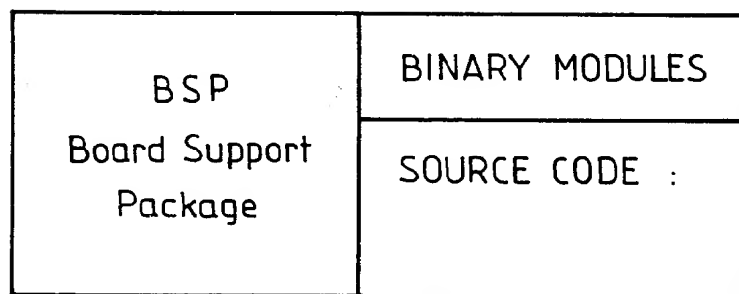 BSP
Board Support
Package
BINARY MODULES
SOURCE CODE :